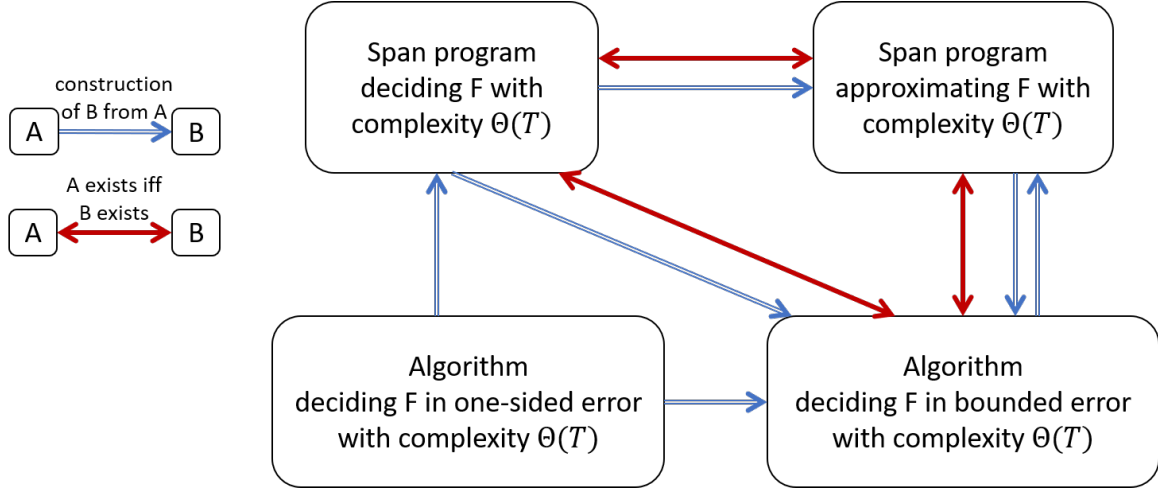 construction
of B from A
A
B
A exists iff
B exists
A
B
Span program
deciding F with
complexity Θ(T)
Span program
approximating F with
complexity Θ(T)
Algorithm
deciding F in one-sided error
with complexity Θ(T)
Algorithm
deciding F in bounded error
with complexity Θ(T)